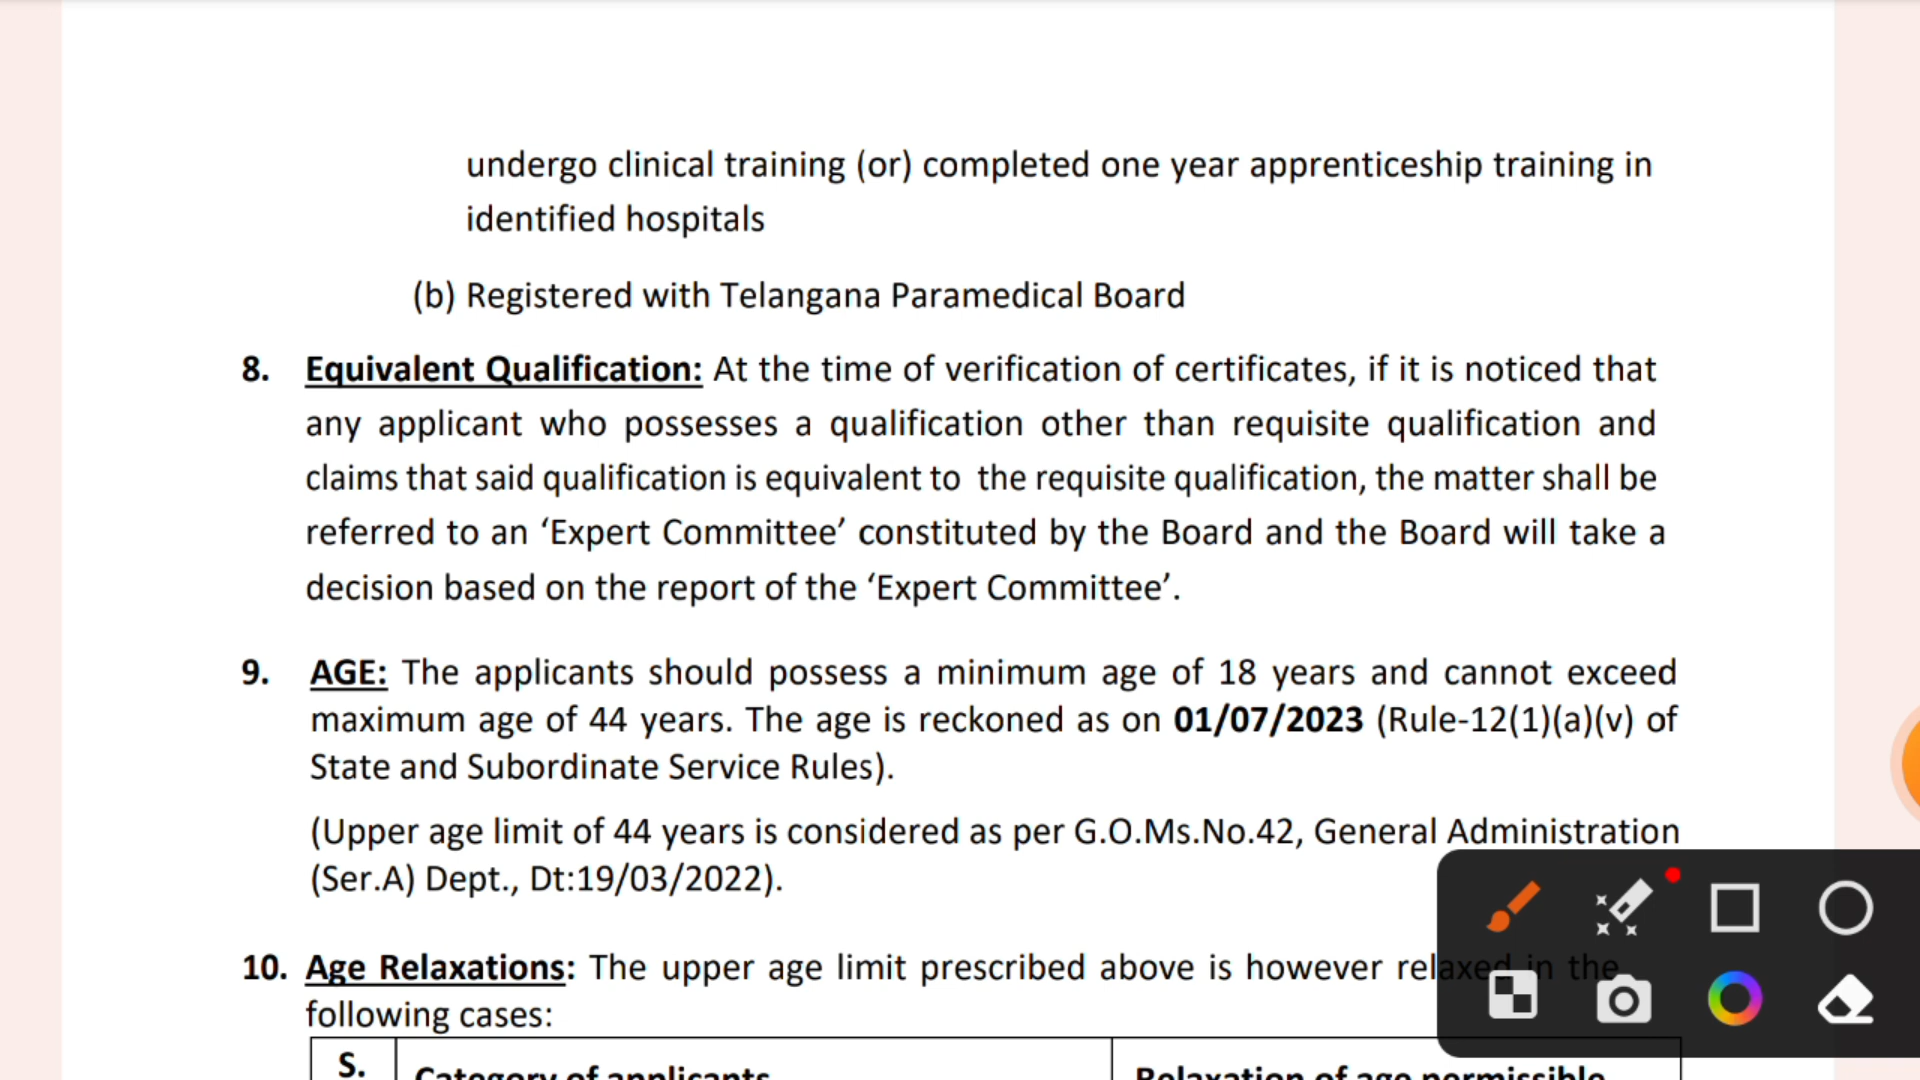 undergo clinical training (or) completed one year apprenticeship training in
identified hospitals
(b) Registered with Telangana Paramedical Board
8. Equivalent Qualification: At the time of verification of certificates, if it is noticed that
any applicant who possesses a qualification other than requisite qualification and
claims that said qualification is equivalent to the requisite qualification, the matter shall be
referred to an ‘Expert Committee’ constituted by the Board and the Board will take a
decision based on the report of the ‘Expert Committee’.
9. AGE: The applicants should possess a minimum age of 18 years and cannot exceed
maximum age of 44 years. The age is reckoned as on 01/07/2023 (Rule-12(1)(a)(v) of
State and Subordinate Service Rules).
(Upper age limit of 44 years is considered as per G.O.Ms.No.42, General Administration
(Ser.A) Dept., Dt:19/03/2022).
10. Age Relaxations: The upper age limit prescribed above is however relaxed in the
following cases:
S. Category of applicants Relaxation of age permissible